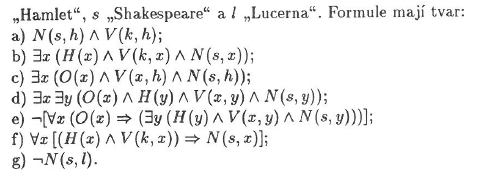 „Hamlet“, s „Shakespeare“ a l „Lucerna“. Formule mají tvar:
a) N(s, h) ∧ V(k, h);
b) ∃x (H(x) ∧ V(k, x) ∧ N(s, x));
c) ∃x (O(x) ∧ V(x, h) ∧ N(s, h));
d) ∃x ∃y (O(x) ∧ H(y) ∧ V(x, y) ∧ N(s, y));
e) ¬[∀x (O(x) ⇒ (∃y (H(y) ∧ V(x, y) ∧ N(s, y)))];
f) ∀x [(H(x) ∧ V(k, x)) ⇒ N(s, x)];
g) ¬N(s, l).